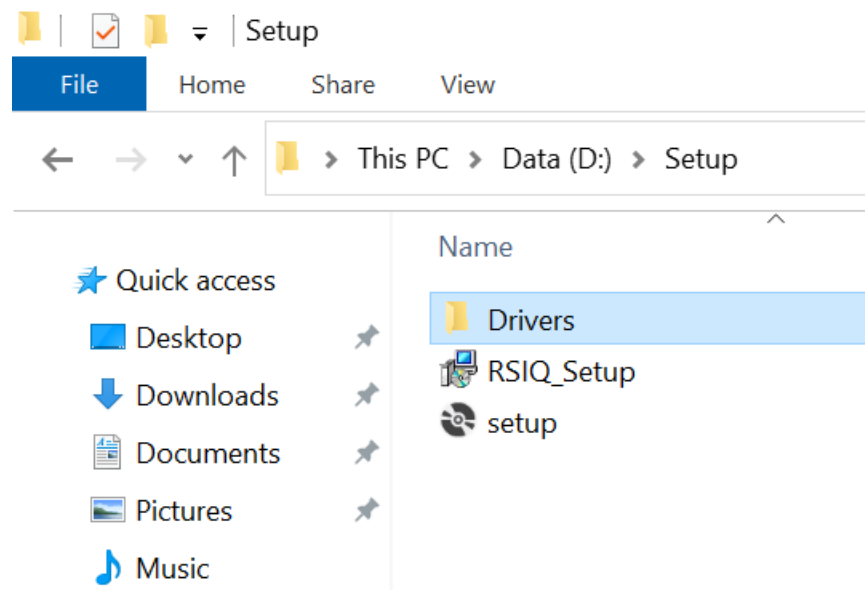 Setup
File Home Share View
This PC > Data (D:) > Setup
Name
Quick access
Desktop
Downloads
Documents
Pictures
Music
Drivers
RSIQ_Setup
setup